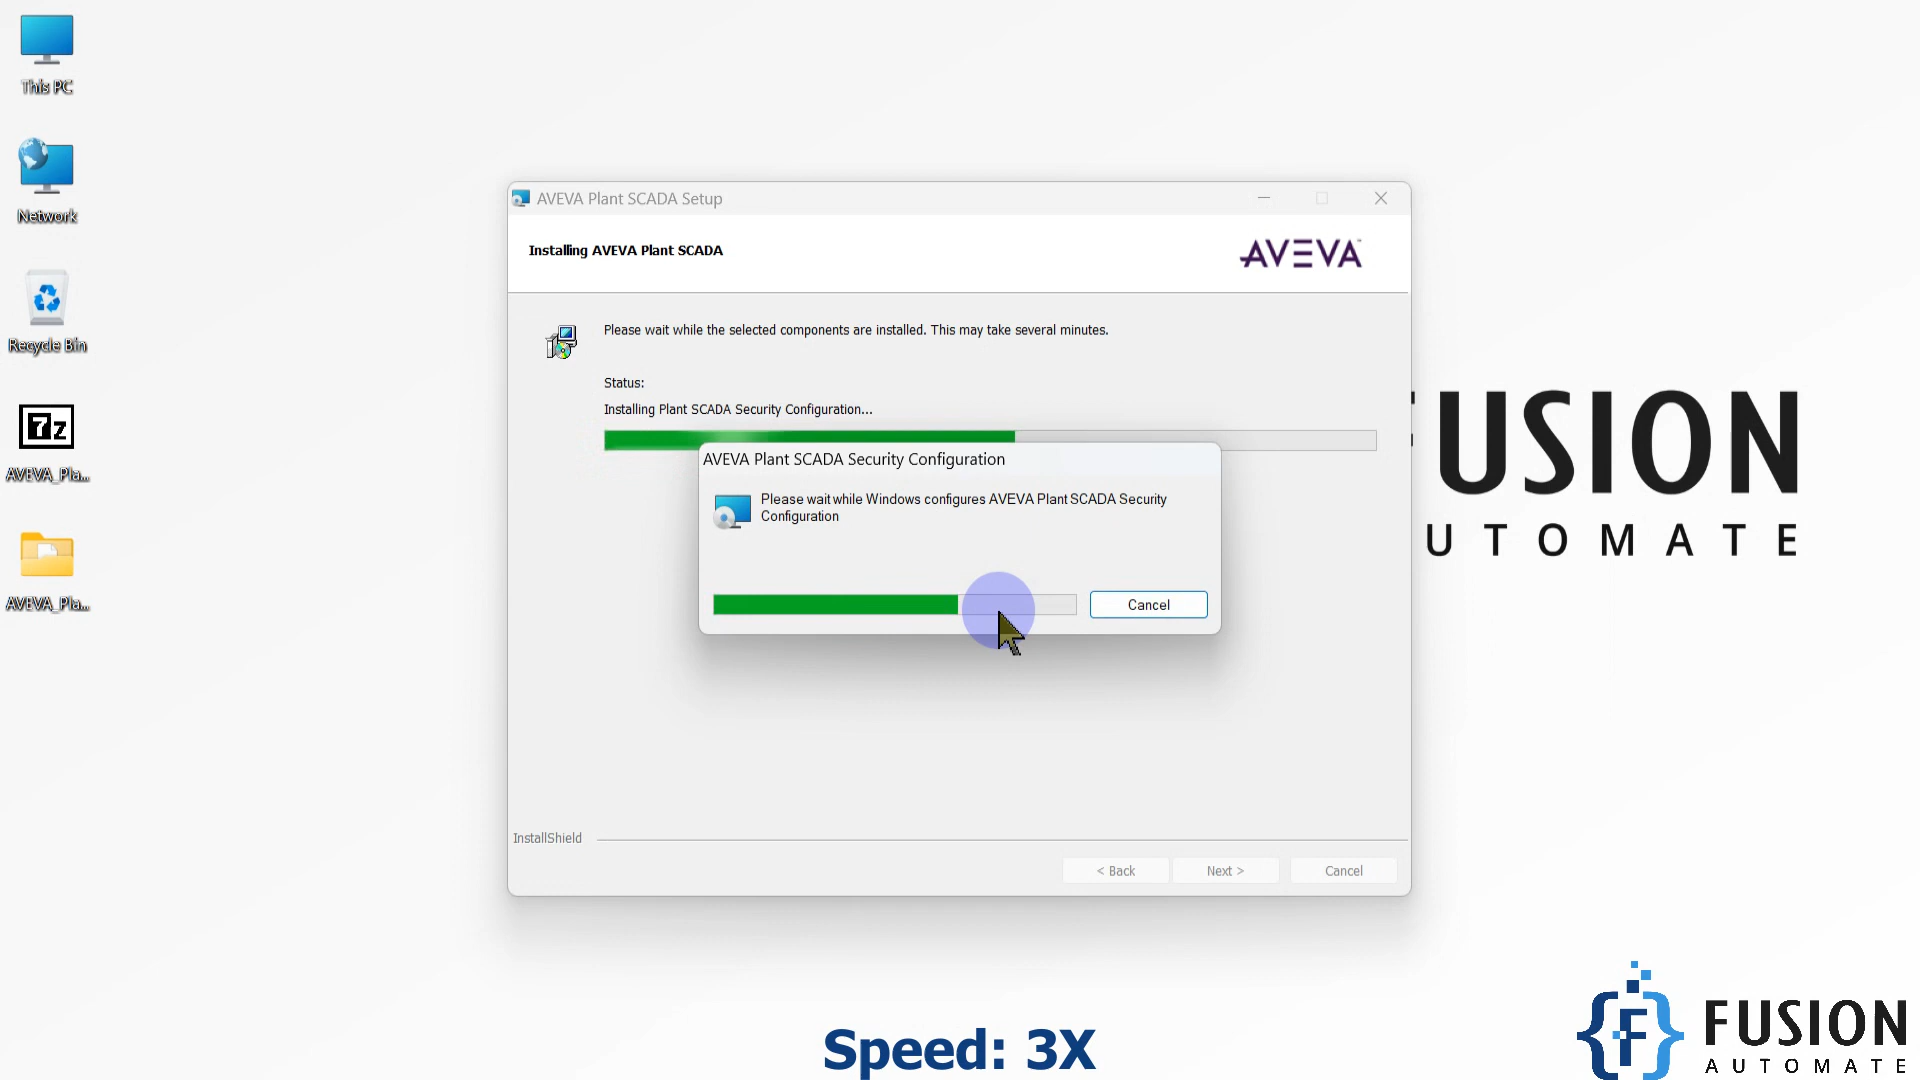 This PC
Network
Recycle Bin
7z
AVEVA_Pla...
AVEVA_Pla...
AVEVA Plant SCADA Setup
Installing AVEVA Plant SCADA
AVEVA
Please wait while the selected components are installed. This may take several minutes.
Status:
Installing Plant SCADA Security Configuration...
AVEVA Plant SCADA Security Configuration
Please wait while Windows configures AVEVA Plant SCADA Security
Configuration
Cancel
InstallShield
< Back
Next >
Cancel
FUSION
UTOMATE
Speed: 3X
F
FUSION
AUTOMATE